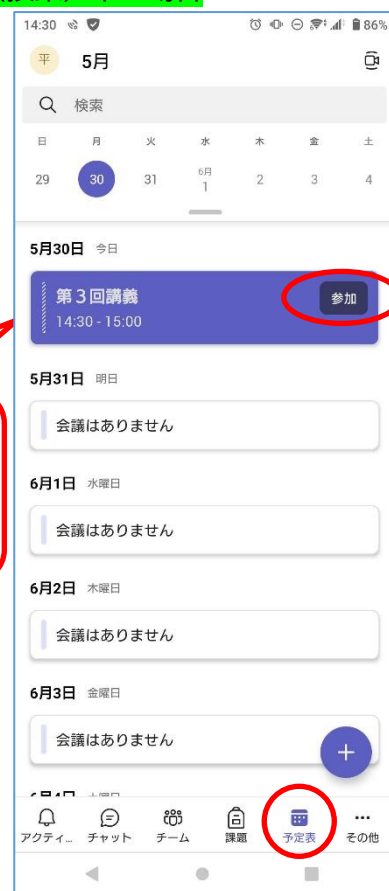 14:30 86%
平 5月
検索
日 月 火 水 木 金 土
29 30 31 6月 1 2 3 4
5月30日 今日
第3回講義 参加
14:30 - 15:00
5月31日 明日
会議はありません
6月1日 水曜日
会議はありません
6月2日 木曜日
会議はありません
6月3日 金曜日
会議はありません
アクティ... チャット チーム 課題 予定表 その他